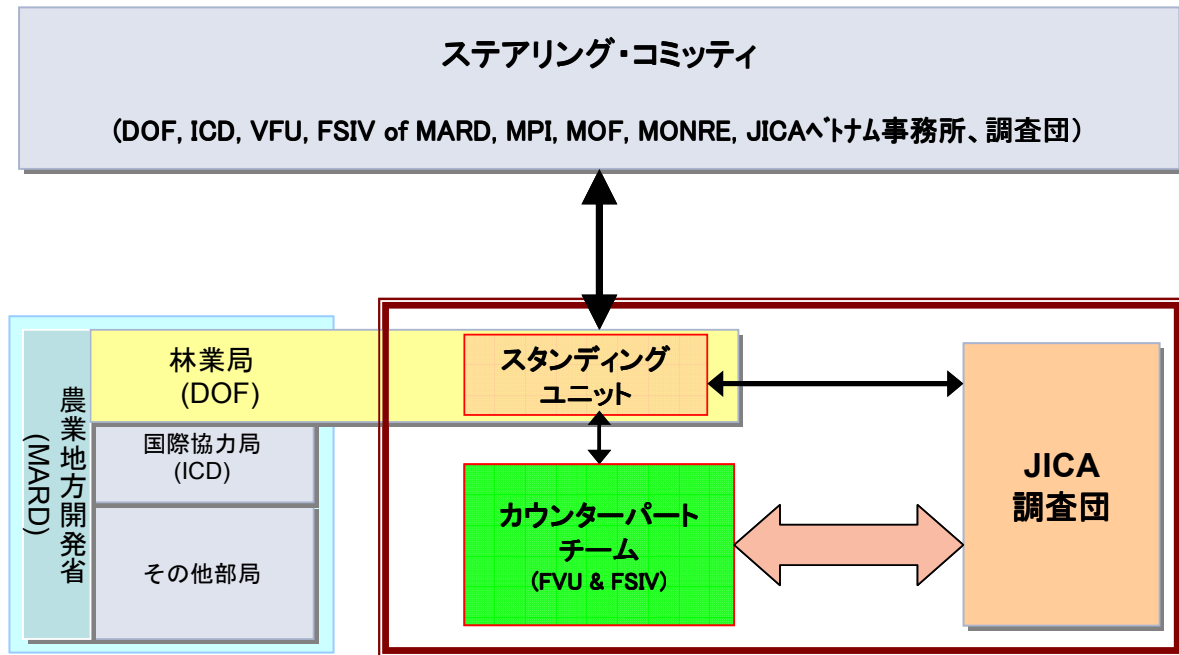 ステアリング・コミッティ
(DOF, ICD, VFU, FSIV of MARD, MPI, MOF, MONRE, JICAベトナム事務所、調査団)
農業地方開発省
(MARD)
林業局
(DOF)
国際協力局
(ICD)
その他部局
スタンディング
ユニット
カウンターパート
チーム
(FVU & FSIV)
JICA
調査団